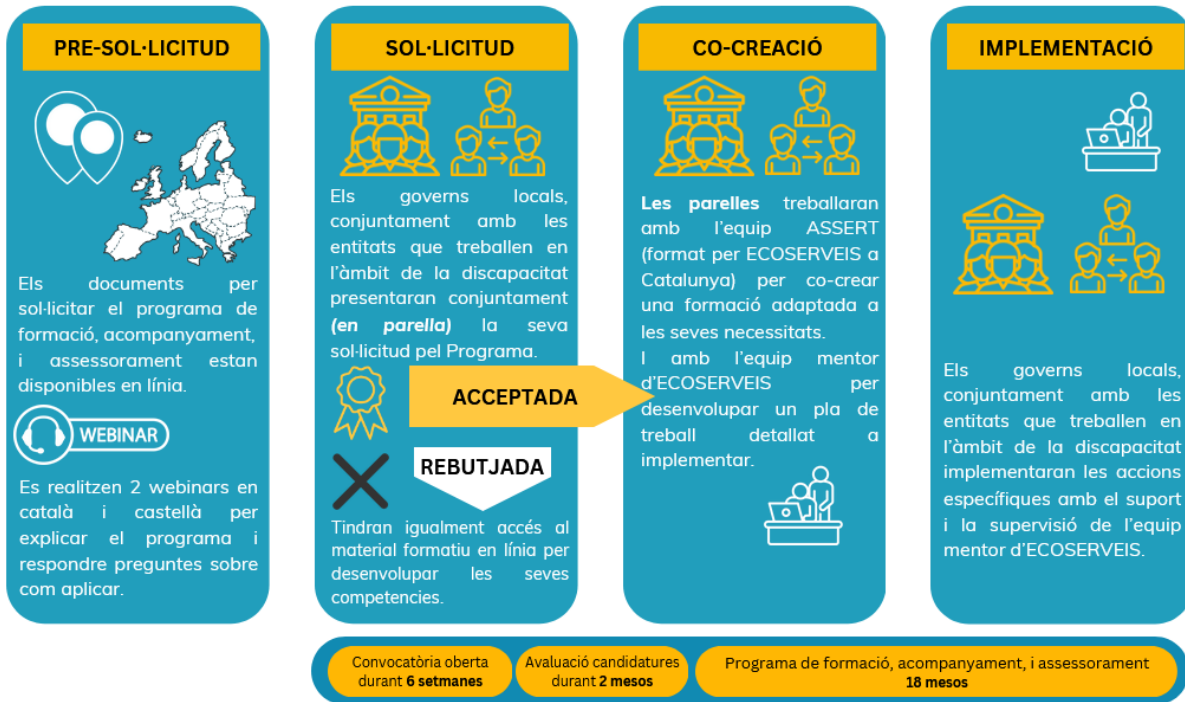 PRE-SOL·LICITUD
Els documents per
sol·licitar el programa de
formació, acompanyament,
i assessorament estan
disponibles en línia.
WEBINAR
Es realitzen 2 webinars en
català i castellà per
explicar el programa i
respondre preguntes sobre
com aplicar.
SOL·LICITUD
Els governs locals,
conjuntament amb les
entitats que treballen en
l'àmbit de la discapacitat
presentaran conjuntament
(en parella) la seva
sol·licitud pel Programa.
ACCEPTADA
REBUTJADA
Tindran igualment accés al
material formatiu en línia per
desenvolupar les seves
competencies.
CO-CREACIÓ
Les parelles treballaran
amb l'equip ASSERT
(format per ECOSERVEIS a
Catalunya) per co-crear
una formació adaptada a
les seves necessitats.
I amb l'equip mentor
d'ECOSERVEIS per
desenvolupar un pla de
treball detallat a
implementar.
IMPLEMENTACIÓ
Els governs locals,
conjuntament amb les
entitats que treballen en
l'àmbit de la discapacitat
implementaran les accions
específiques amb el suport
i la supervisió de l'equip
mentor d'ECOSERVEIS.
Convocatòria oberta
durant 6 setmanes
Avaluació candidatures
durant 2 mesos
Programa de formació, acompanyament, i assessorament
18 mesos